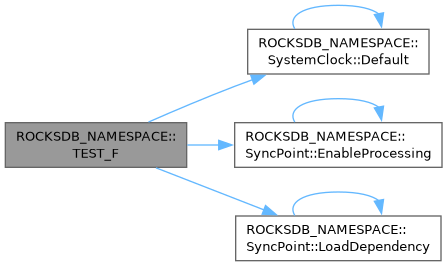 ROCKSDB_NAMESPACE::
SystemClock::Default
ROCKSDB_NAMESPACE::
TEST_F
ROCKSDB_NAMESPACE::
SyncPoint::EnableProcessing
ROCKSDB_NAMESPACE::
SyncPoint::LoadDependency